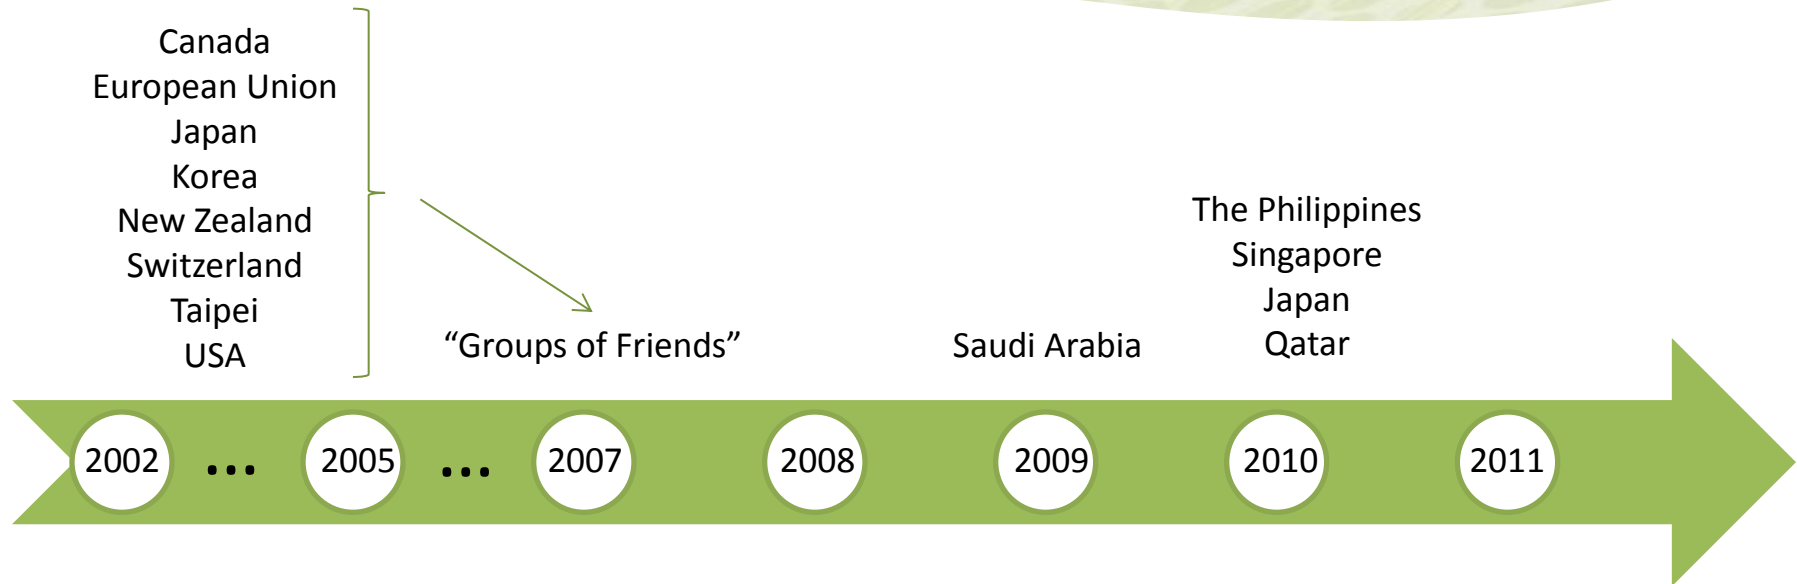 Canada
European Union
Japan
Korea
New Zealand
Switzerland
Taipei
USA
“Groups of Friends”
Saudi Arabia
The Philippines
Singapore
Japan
Qatar
2002 ... 2005 ... 2007 2008 2009 2010 2011